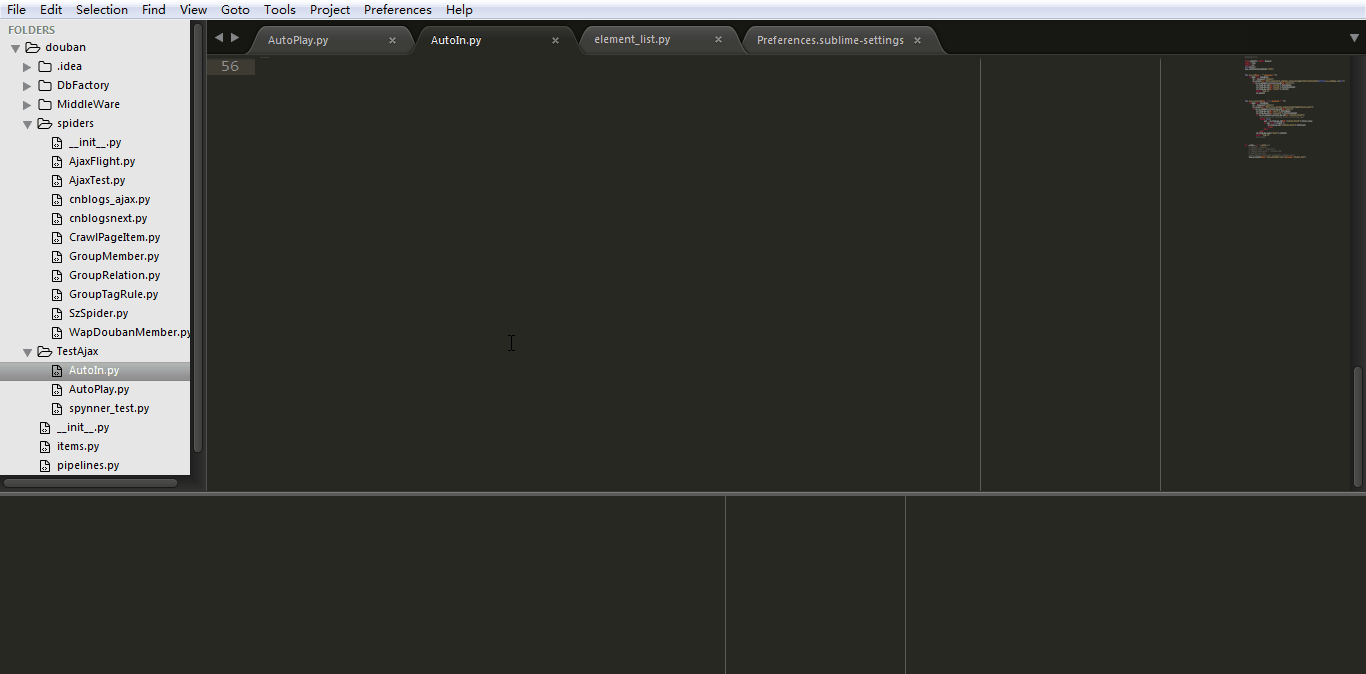 File Edit Selection Find View Goto Tools Project Preferences Help
FOLDERS
douban
.idea
DbFactory
MiddleWare
spiders
__init__.py
AjaxFlight.py
AjaxTest.py
cnblogs_ajax.py
cnblogsnext.py
CrawlPageItem.py
GroupMember.py
GroupRelation.py
GroupTagRule.py
SzSpider.py
WapDoubanMember.py
TestAjax
AutoIn.py
AutoPlay.py
spynner_test.py
__init__.py
items.py
pipelines.py
AutoPlay.py AutoIn.py element_list.py Preferences.sublime-settings
56